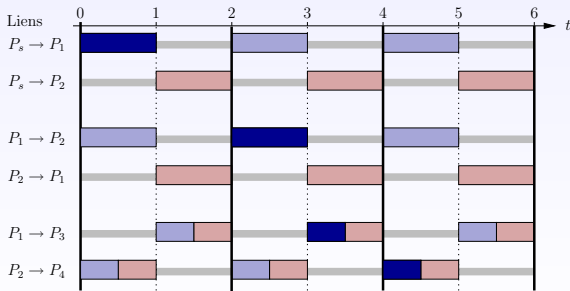 Liens 0 1 2 3 4 5 6 t
P_s → P_1
P_s → P_2
P_1 → P_2
P_2 → P_1
P_1 → P_3
P_2 → P_4